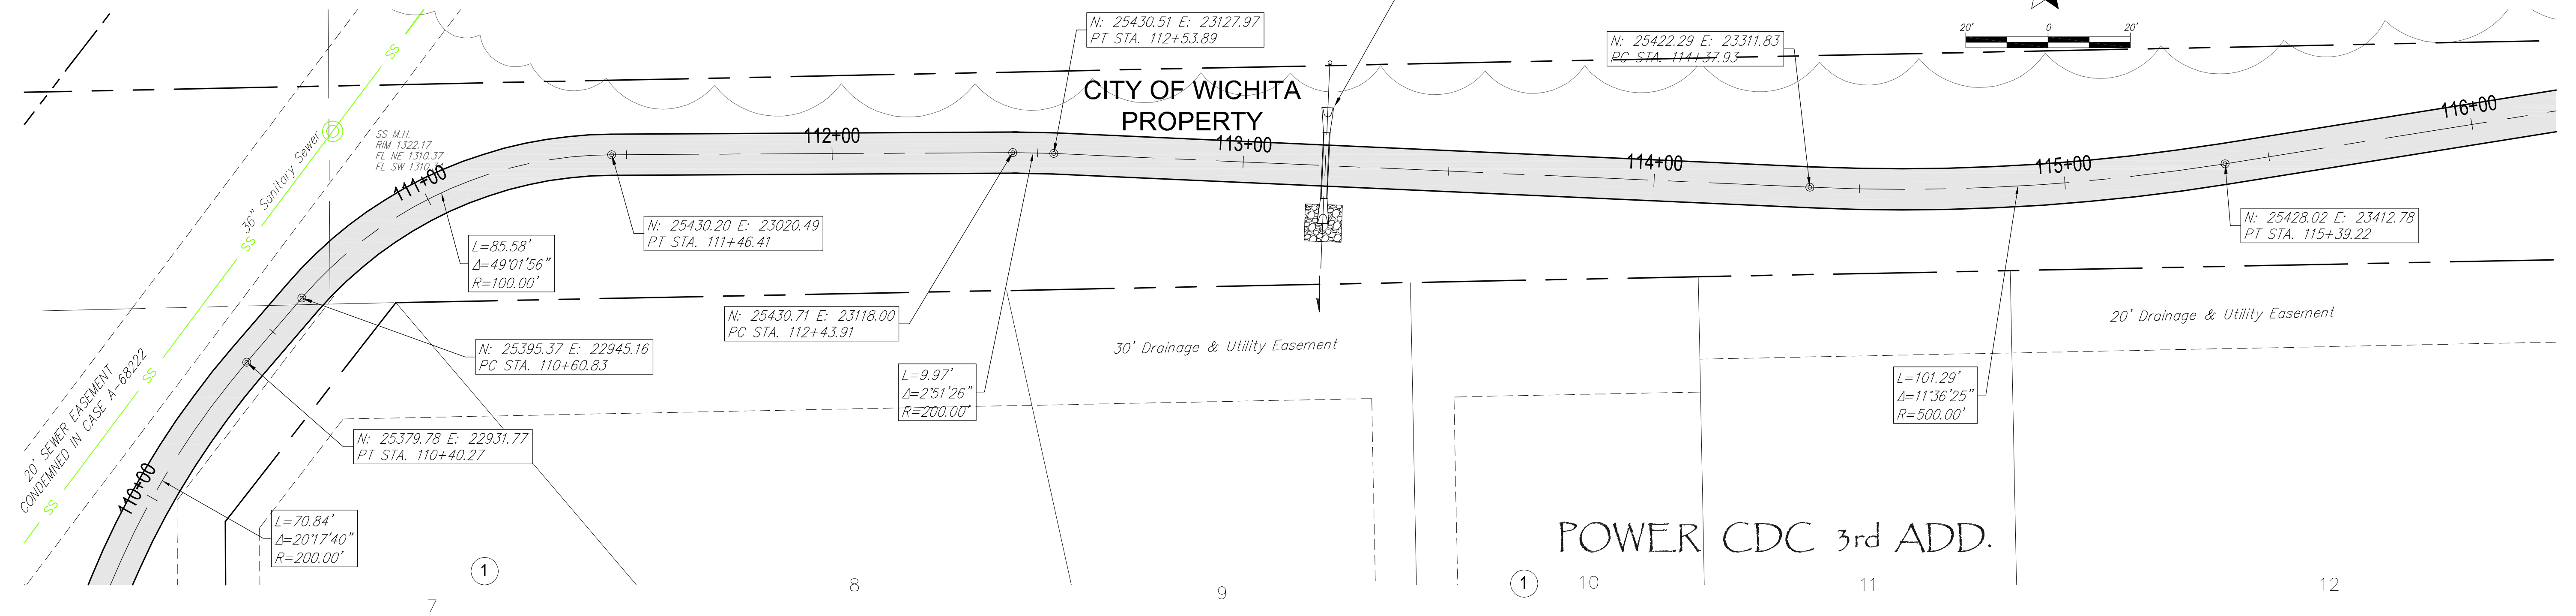 20'
0
20'
N: 25430.51 E: 23127.97
PT STA. 112+53.89
N: 25422.29 E: 23311.83
PC STA. 114+37.93
CITY OF WICHITA
PROPERTY
SS
SS
SS
SS
36" Sanitary Sewer
SS M.H.
RIM 1322.17
FL NE 1310.37
FL SW
110+00
111+00
112+00
113+00
114+00
115+00
116+00
N: 25430.20 E: 23020.49
PT STA. 111+46.41
N: 25428.02 E: 23412.78
PT STA. 115+39.22
L=85.58'
Δ=49°01'56"
R=100.00'
N: 25430.71 E: 23118.00
PC STA. 112+43.91
N: 25395.37 E: 22945.16
PC STA. 110+60.83
30' Drainage & Utility Easement
20' Drainage & Utility Easement
L=9.97'
Δ=2°51'26"
R=200.00'
L=101.29'
Δ=11°36'25"
R=500.00'
20' SEWER EASEMENT
CONDEMNED IN CASE A-68222
N: 25379.78 E: 22931.77
PT STA. 110+40.27
L=70.84'
Δ=20°17'40"
R=200.00'
POWER CDC 3rd ADD.
1
1
7
8
9
10
11
12